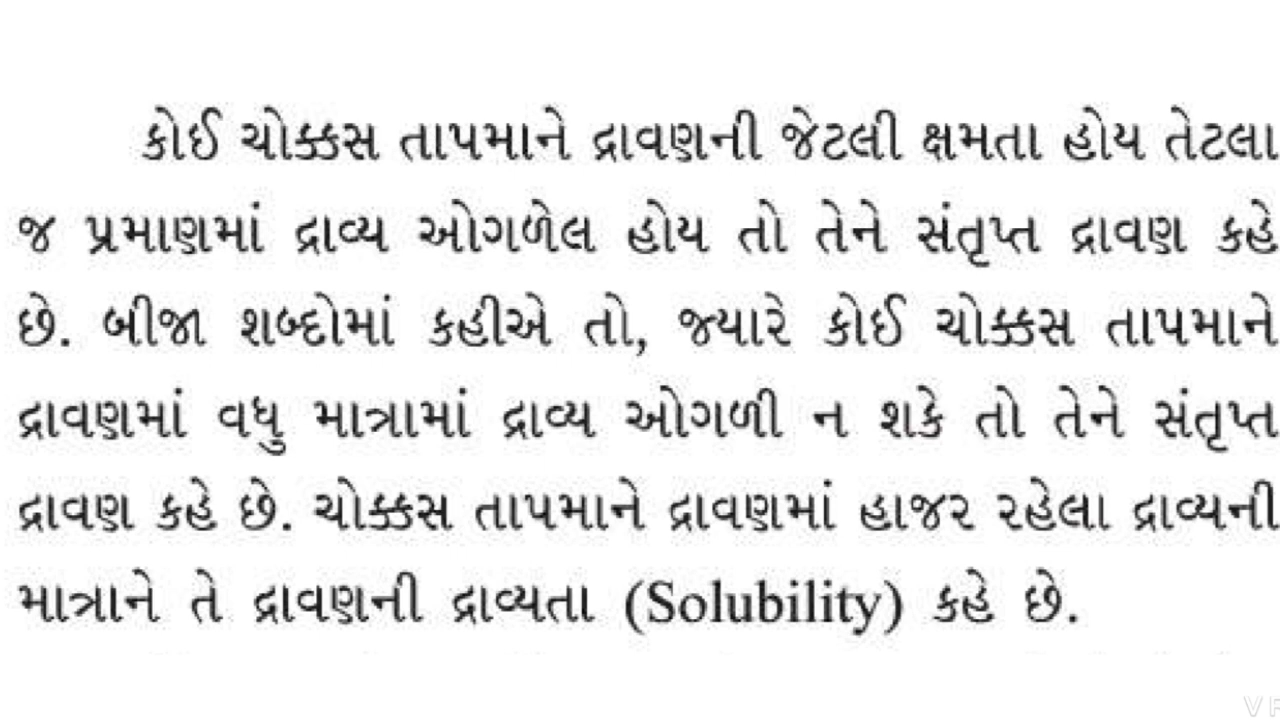 કોઈ ચોક્કસ તાપમાને દ્રાવણની જેટલી ક્ષમતા હોય તેટલા
જ પ્રમાણમાં દ્રાવ્ય ઓગળેલ હોય તો તેને સંતૃપ્ત દ્રાવણ કહે
છે. બીજા શબ્દોમાં કહીએ તો, જ્યારે કોઈ ચોક્કસ તાપમાને
દ્રાવણમાં વધુ માત્રામાં દ્રાવ્ય ઓગળી ન શકે તો તેને સંતૃપ્ત
દ્રાવણ કહે છે. ચોક્કસ તાપમાને દ્રાવણમાં હાજર રહેલા દ્રાવ્યની
માત્રાને તે દ્રાવણની દ્રાવ્યતા (Solubility) કહે છે.